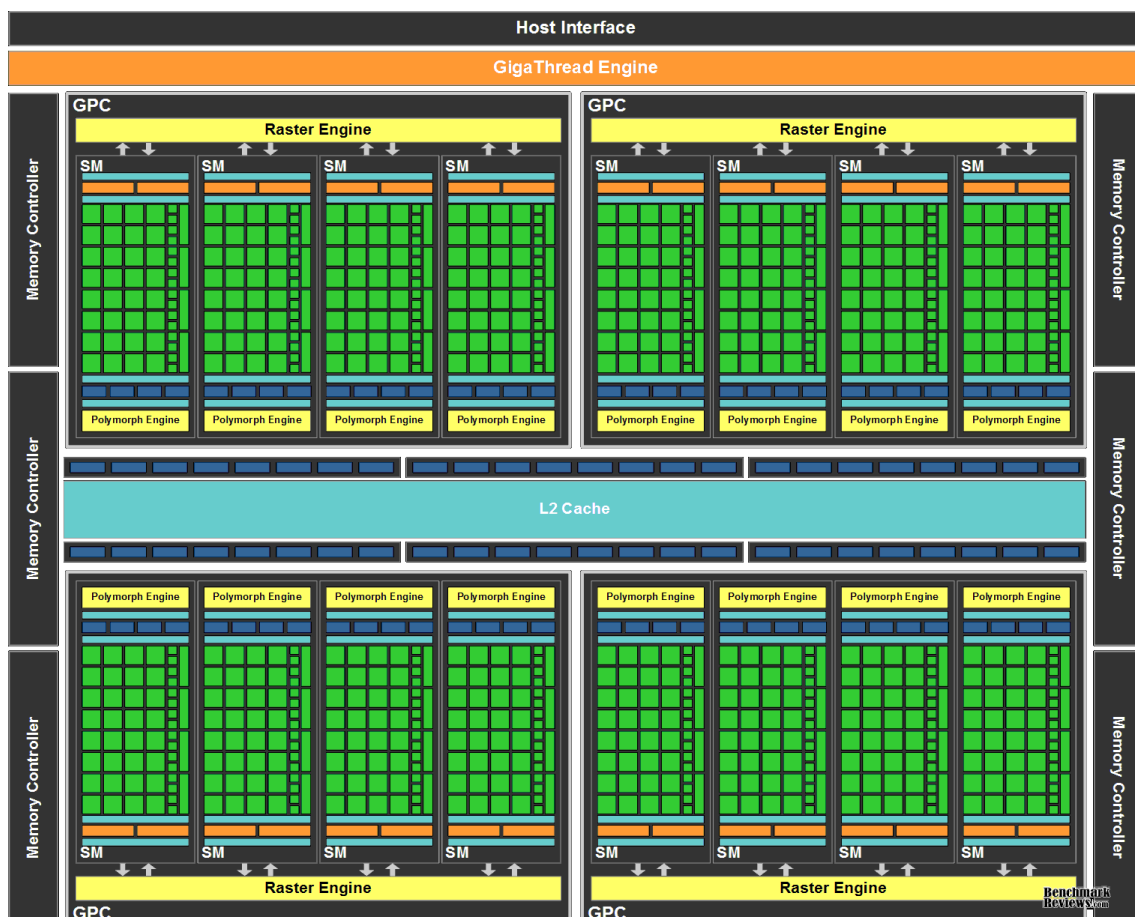 Host Interface
GigaThread Engine
GPC
GPC
Raster Engine
Raster Engine
SM SM SM SM
SM SM SM SM
Memory Controller
Memory Controller
Polymorph Engine Polymorph Engine Polymorph Engine Polymorph Engine
Polymorph Engine Polymorph Engine Polymorph Engine Polymorph Engine
Memory Controller
Memory Controller
L2 Cache
Polymorph Engine Polymorph Engine Polymorph Engine Polymorph Engine
Polymorph Engine Polymorph Engine Polymorph Engine Polymorph Engine
Memory Controller
Memory Controller
SM SM SM SM
SM SM SM SM
Raster Engine
Raster Engine
GPC
GPC
Benchmark
Reviews.com